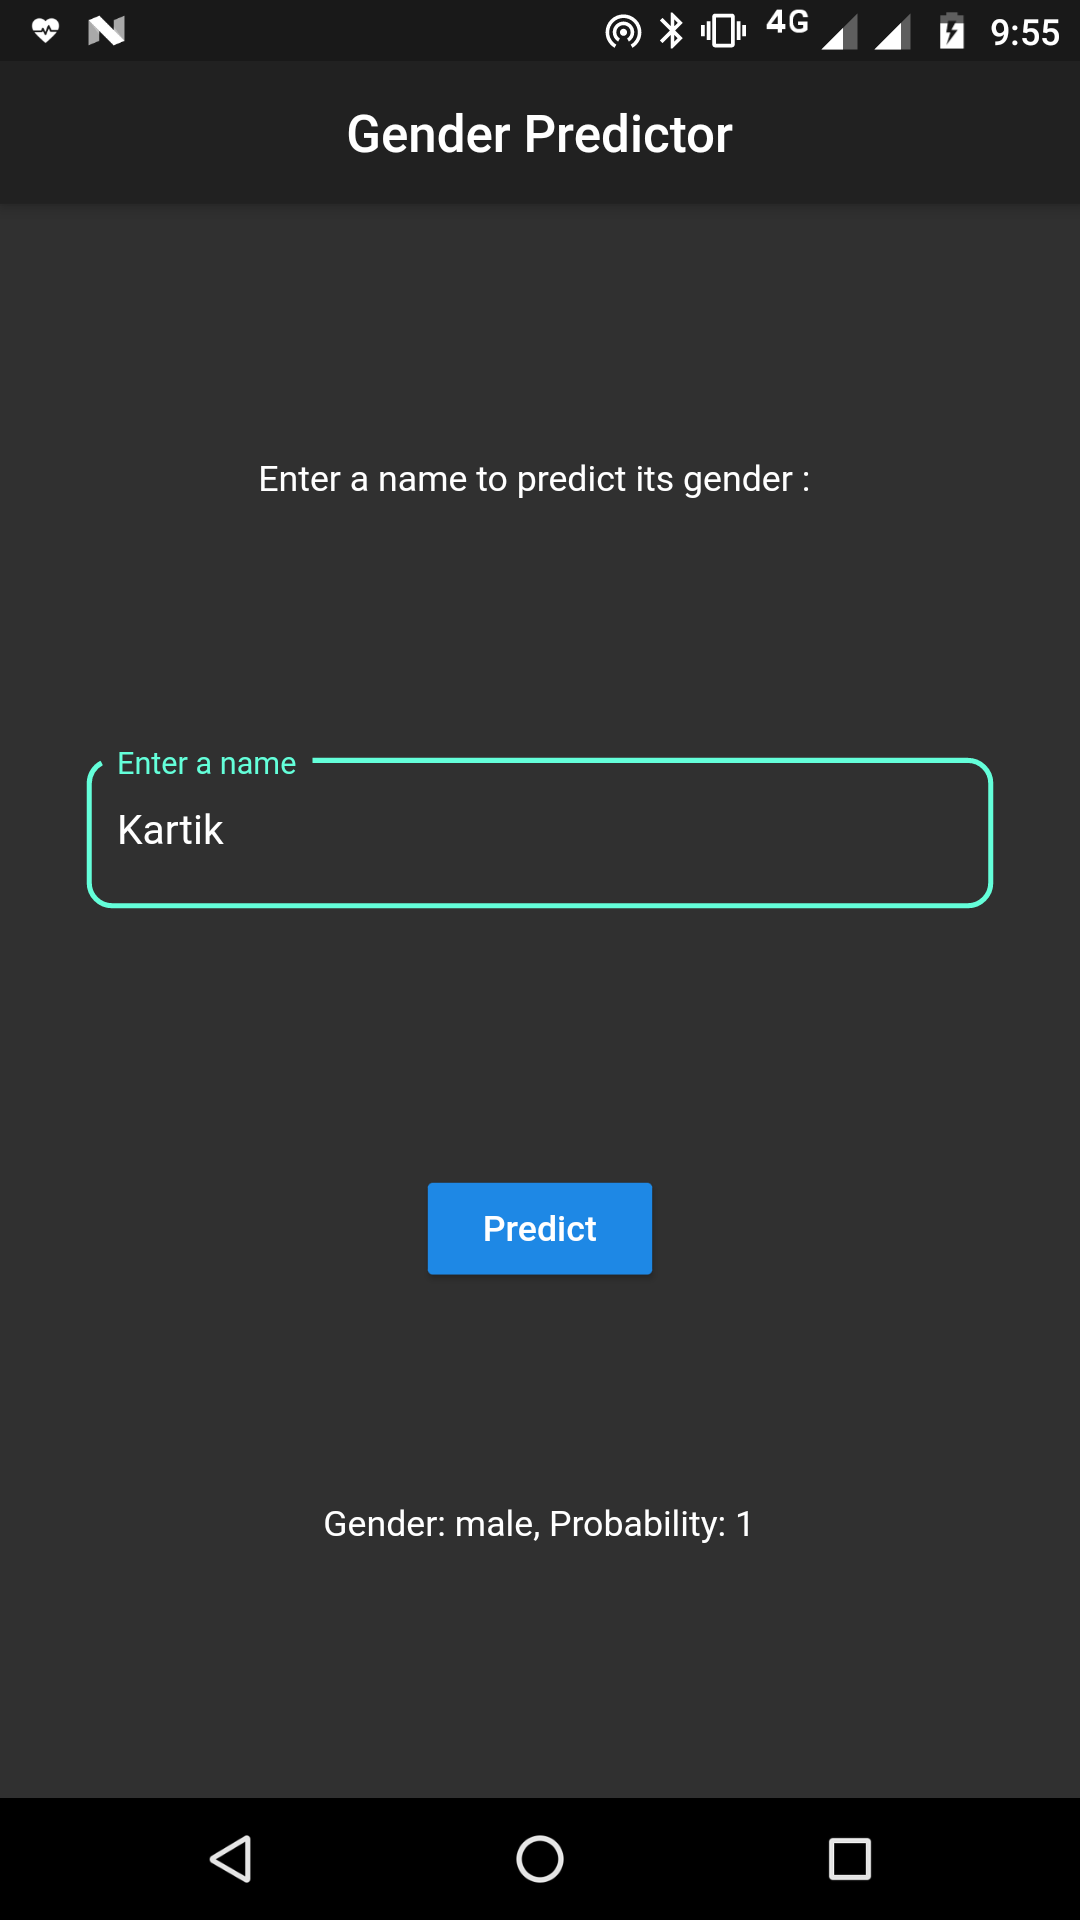 4G 9:55
Gender Predictor
Enter a name to predict its gender :
Enter a name
Kartik
Predict
Gender: male, Probability: 1